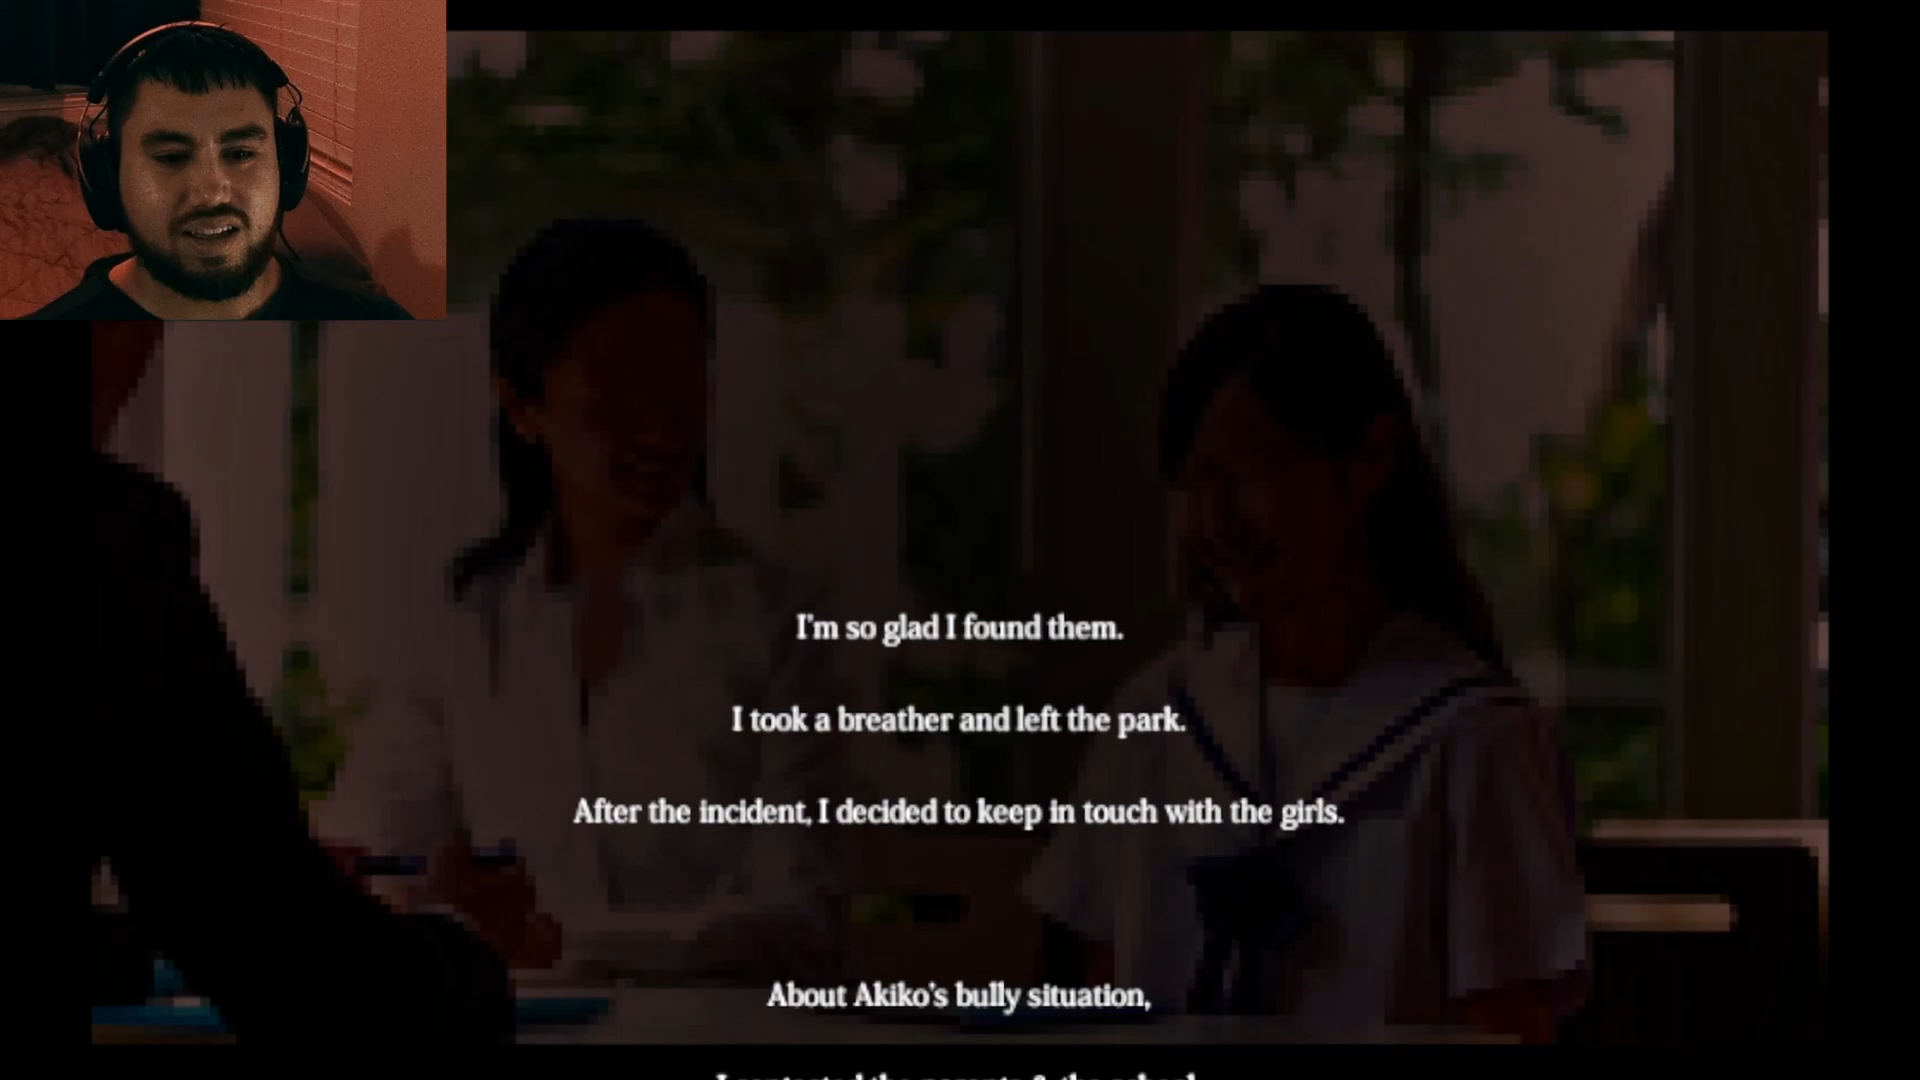 I'm so glad I found them.
I took a breather and left the park.
After the incident, I decided to keep in touch with the girls.
About Akiko's bully situation,